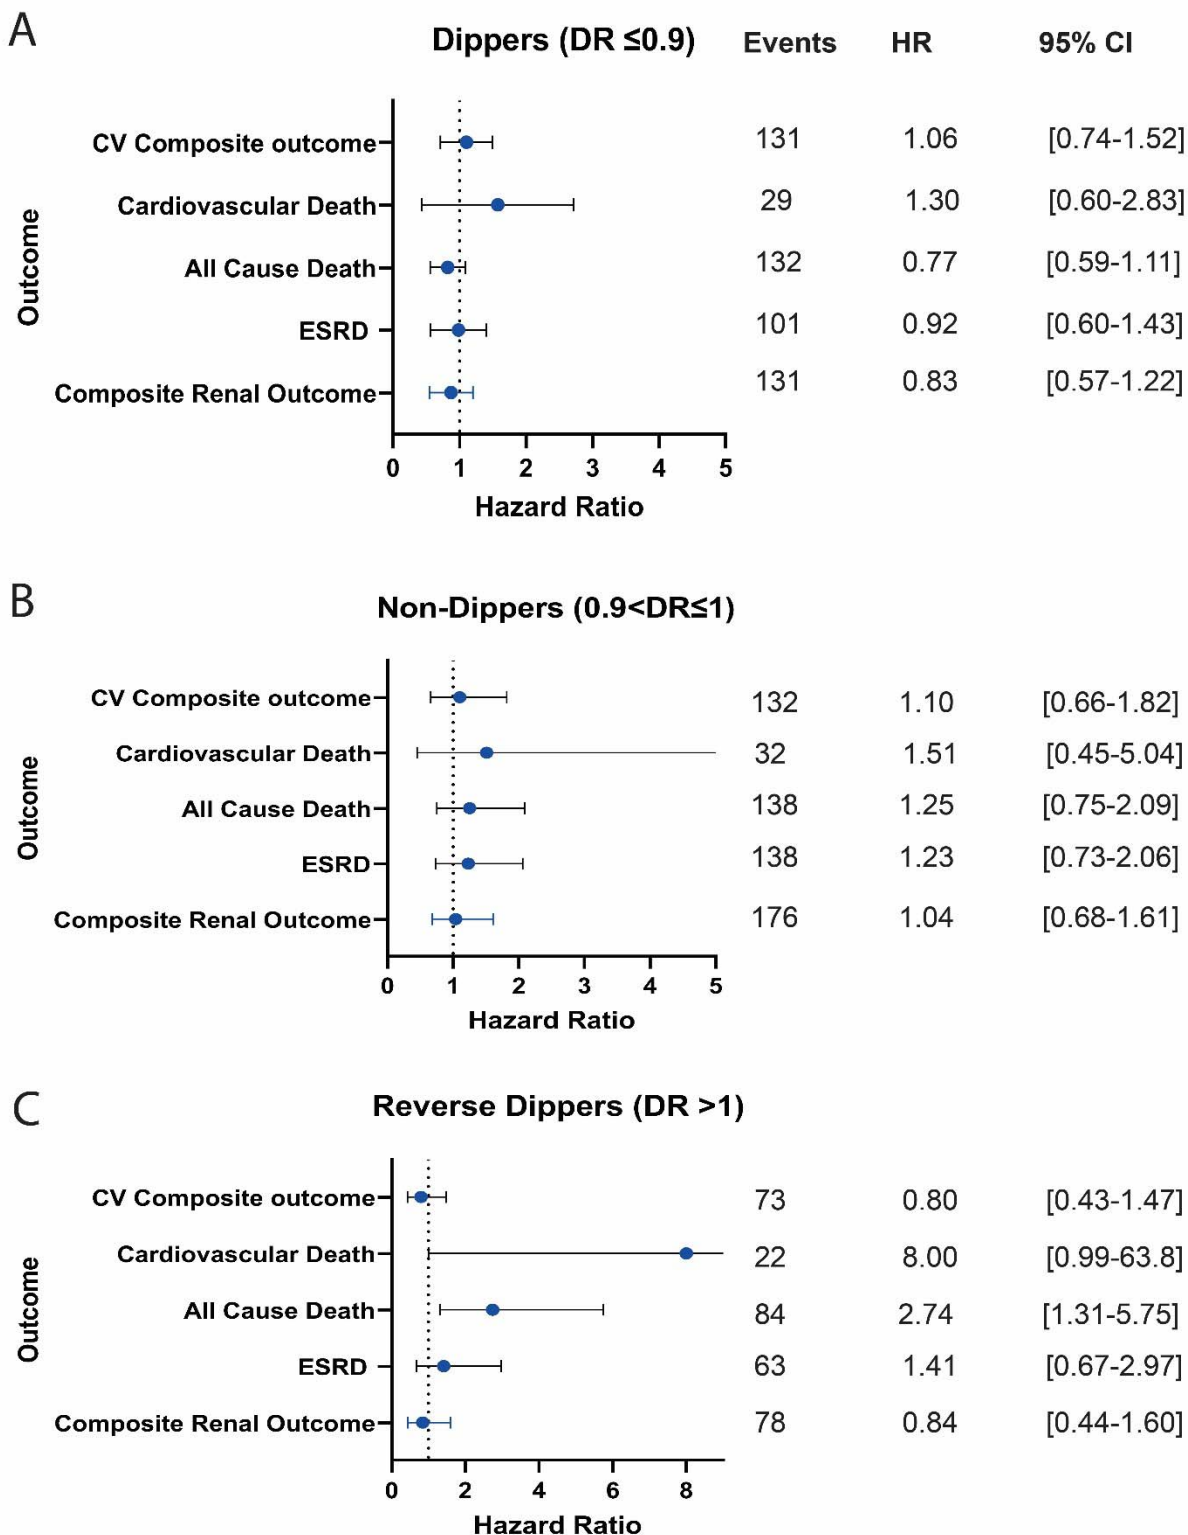 A
Dippers (DR ≤0.9) Events HR 95% CI
CV Composite outcome 131 1.06 [0.74-1.52]
Cardiovascular Death 29 1.30 [0.60-2.83]
All Cause Death 132 0.77 [0.59-1.11]
ESRD 101 0.92 [0.60-1.43]
Composite Renal Outcome 131 0.83 [0.57-1.22]
Outcome
0 1 2 3 4 5
Hazard Ratio
B
Non-Dippers (0.9<DR≤1)
CV Composite outcome 132 1.10 [0.66-1.82]
Cardiovascular Death 32 1.51 [0.45-5.04]
All Cause Death 138 1.25 [0.75-2.09]
ESRD 138 1.23 [0.73-2.06]
Composite Renal Outcome 176 1.04 [0.68-1.61]
Outcome
0 1 2 3 4 5
Hazard Ratio
C
Reverse Dippers (DR >1)
CV Composite outcome 73 0.80 [0.43-1.47]
Cardiovascular Death 22 8.00 [0.99-63.8]
All Cause Death 84 2.74 [1.31-5.75]
ESRD 63 1.41 [0.67-2.97]
Composite Renal Outcome 78 0.84 [0.44-1.60]
Outcome
0 2 4 6 8
Hazard Ratio